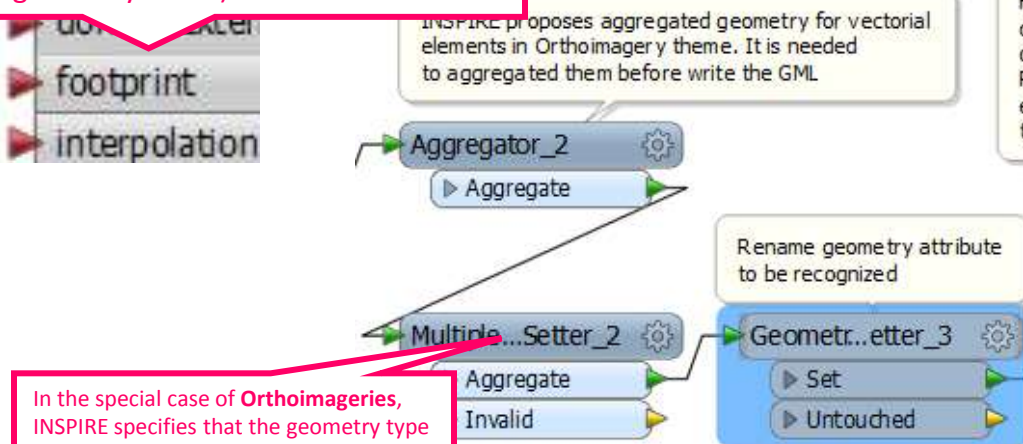 footprint
interpolation
INSPIRE proposes aggregated geometry for vectorial
elements in Orthoimagery theme. It is needed
to aggregated them before write the GML
Aggregator_2
Aggregate
Rename geometry attribute
to be recognized
Multiple...Setter_2
Aggregate
Invalid
Geometr...etter_3
Set
Untouched
In the special case of Orthoimageries,
INSPIRE specifies that the geometry type